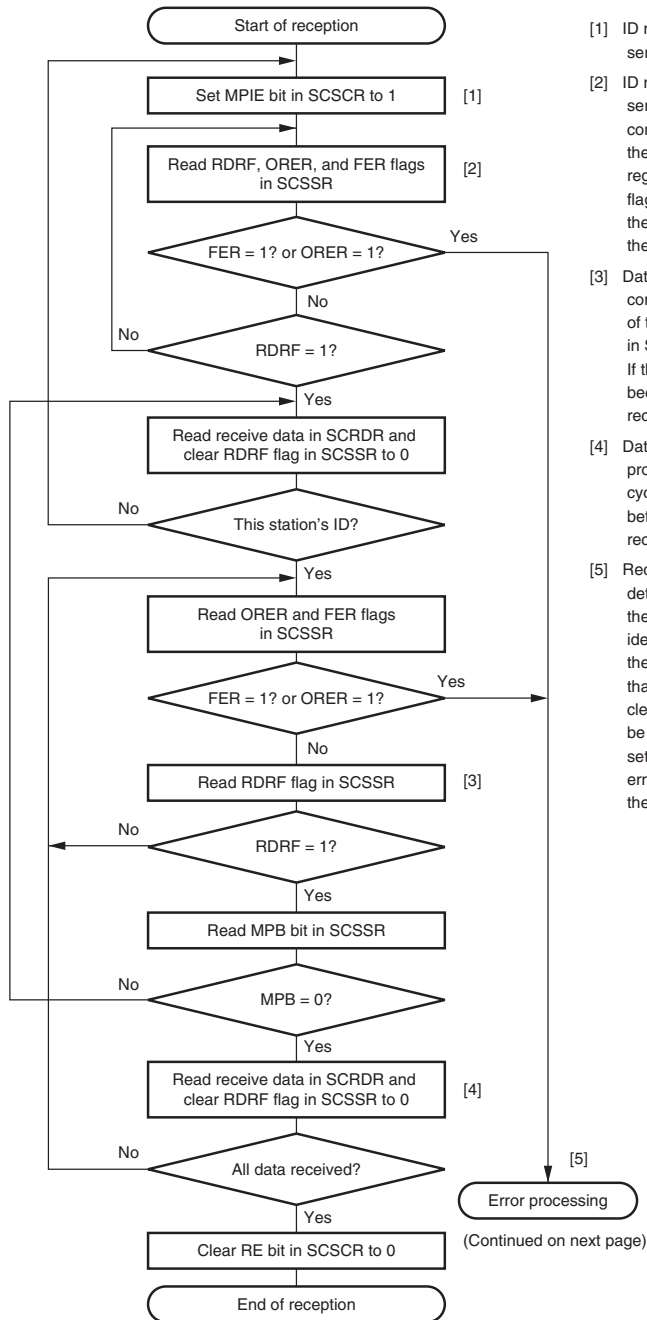 Start of reception
Set MPIE bit in SCSCR to 1
[1]
Read RDRF, ORER, and FER flags
in SCSSR
[2]
FER = 1? or ORER = 1?
Yes
No
RDRF = 1?
No
Yes
Read receive data in SCRDR and
clear RDRF flag in SCSSR to 0
This station's ID?
No
Yes
Read ORER and FER flags
in SCSSR
FER = 1? or ORER = 1?
Yes
No
Read RDRF flag in SCSSR
[3]
RDRF = 1?
No
Yes
Read MPB bit in SCSSR
MPB = 0?
No
Yes
Read receive data in SCRDR and
clear RDRF flag in SCSSR to 0
[4]
All data received?
No
Yes
Clear RE bit in SCSCR to 0
End of reception
[5]
Error processing
(Continued on next page)
[1] ID r
ser
[2] ID r
ser
con
the
reg
flag
the
the
[3] Dat
con
of t
in S
If th
bee
rec
[4] Dat
pro
cyc
bef
rec
[5] Rec
det
the
ide
the
tha
cle
be
set
err
the